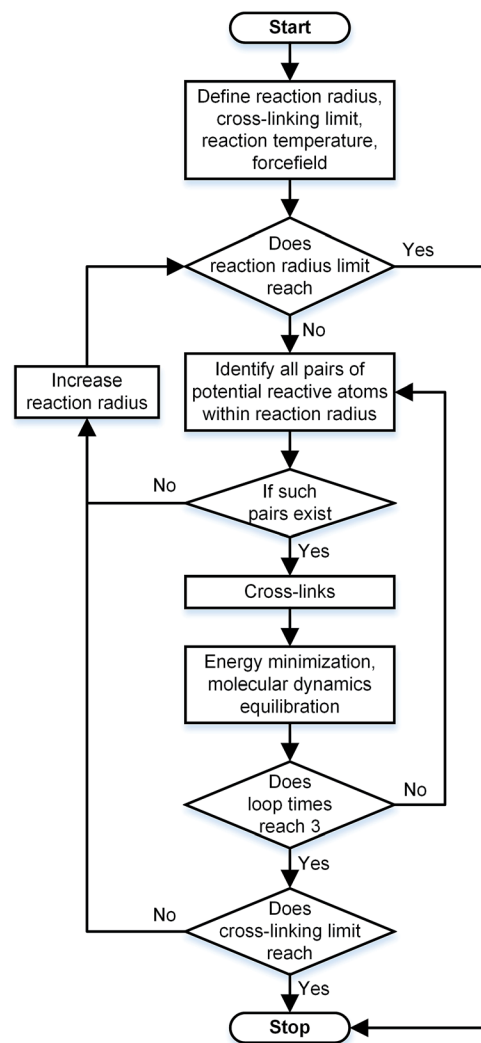 Start
Define reaction radius,
cross-linking limit,
reaction temperature,
forcefield
Does
reaction radius limit
reach
Yes
No
Increase
reaction radius
Identify all pairs of
potential reactive atoms
within reaction radius
No
If such
pairs exist
Yes
Cross-links
Energy minimization,
molecular dynamics
equilibration
Does
loop times
reach 3
No
Yes
No
Does
cross-linking limit
reach
Yes
Stop